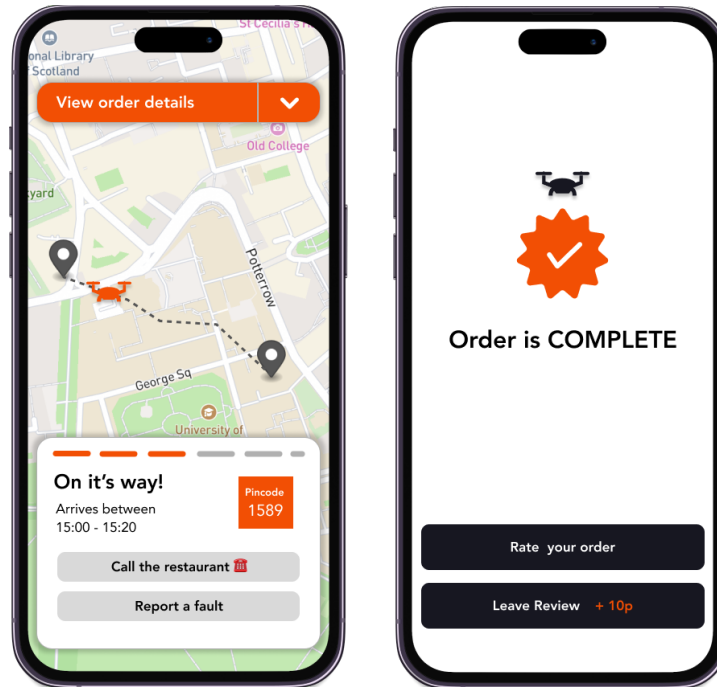 St Cecilia's H
onal Library
Scotland
View order details
Old College
yard
Potterrow
George Sq
University of
On it's way!
Pincode
1589
Arrives between
15:00 - 15:20
Call the restaurant
Report a fault
Order is COMPLETE
Rate your order
Leave Review + 10p